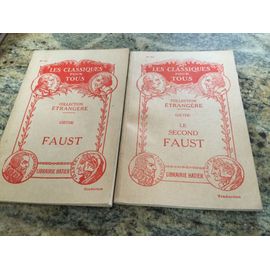 LES CLASSIQUES
POUR
TOUS
COLLECTION
ÉTRANGÈRE
GŒTHE
FAUST
LIBRAIRIE HATIER
Traduction
LES CLASSIQUES
POUR
TOUS
COLLECTION
ÉTRANGÈRE
GŒTHE
LE
SECOND
FAUST
LIBRAIRIE HATIER
Traduction